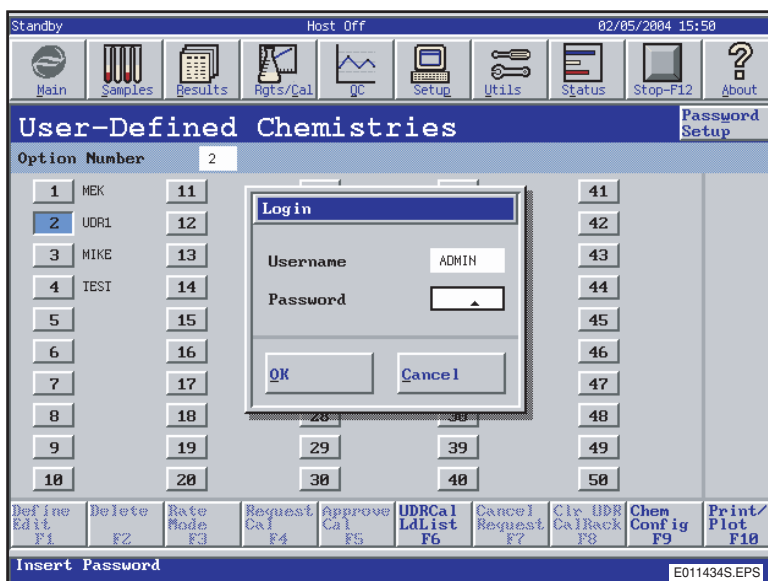 Standby Host Off 02/05/2004 15:50
Main Samples Results Rgts/Cal QC Setup Utils Status Stop-F12 About
User-Defined Chemistries
Password
Setup
Option Number 2
1 MEK 11 41
2 UDR1 12 42
3 MIKE 13 43
4 TEST 14 44
5 15 45
6 16 46
7 17 47
8 18 28 38 48
9 19 29 39 49
10 20 30 40 50
Login
Username ADMIN
Password
OK Cancel
Define
Edit
F1
Delete
F2
Rate
Mode
F3
Request
Cal
F4
Approve
Cal
F5
UDRCal
LdList
F6
Cancel
Request
F7
Clr UDR
CalRack
F8
Chem
Config
F9
Print/
Plot
F10
Insert Password
E011434S.EPS